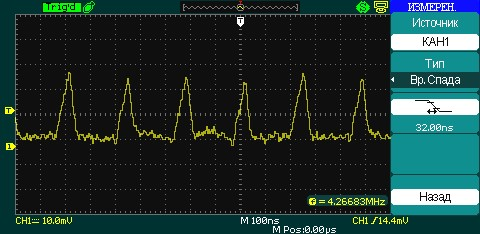 Trig'd
ИЗМЕРЕН.
Источник
КАН1
Тип
Вр. Спада
32.00ns
Назад
T
1
= 4.26683MHz
CH1 10.0mV
M 100ns
CH1 14.4mV
M Pos:0.00µs